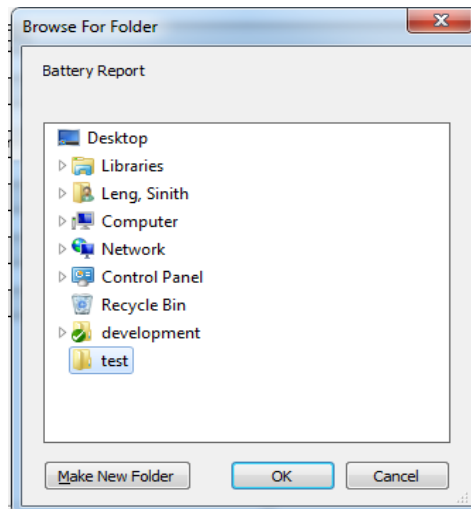 Browse For Folder
Battery Report
Desktop
Libraries
Leng, Sinith
Computer
Network
Control Panel
Recycle Bin
development
test
Make New Folder OK Cancel